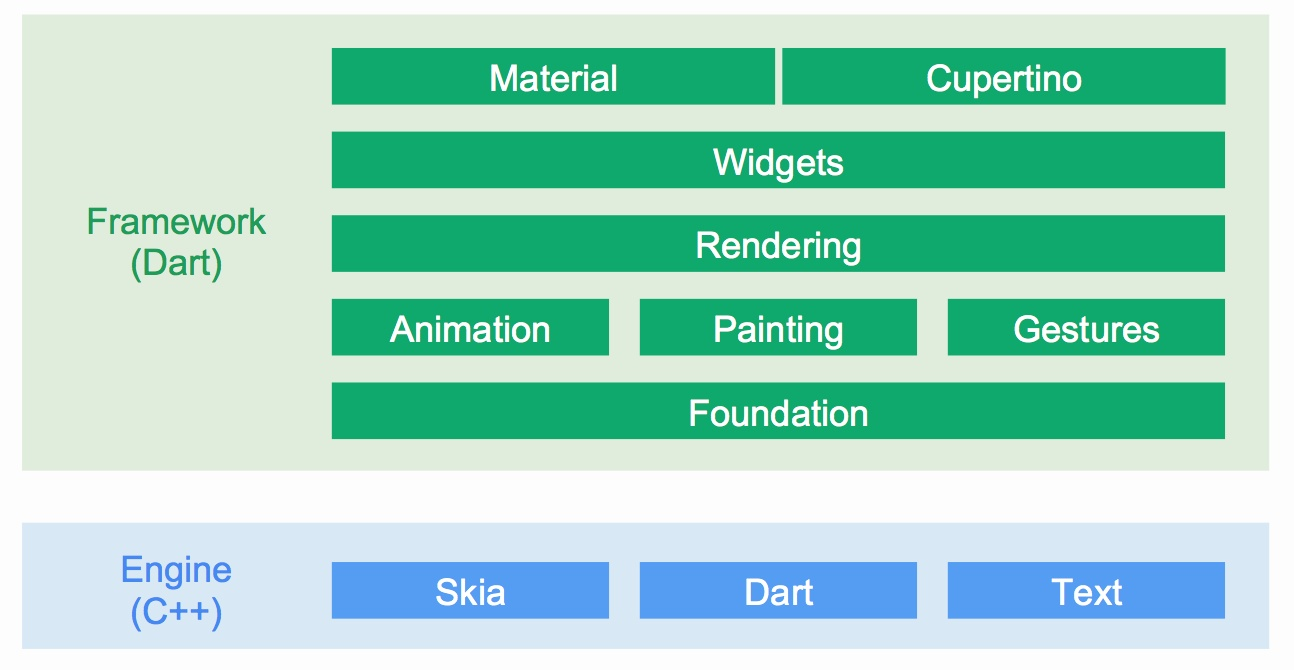 Material
Cupertino
Widgets
Framework
(Dart)
Rendering
Animation
Painting
Gestures
Foundation
Engine
(C++)
Skia
Dart
Text